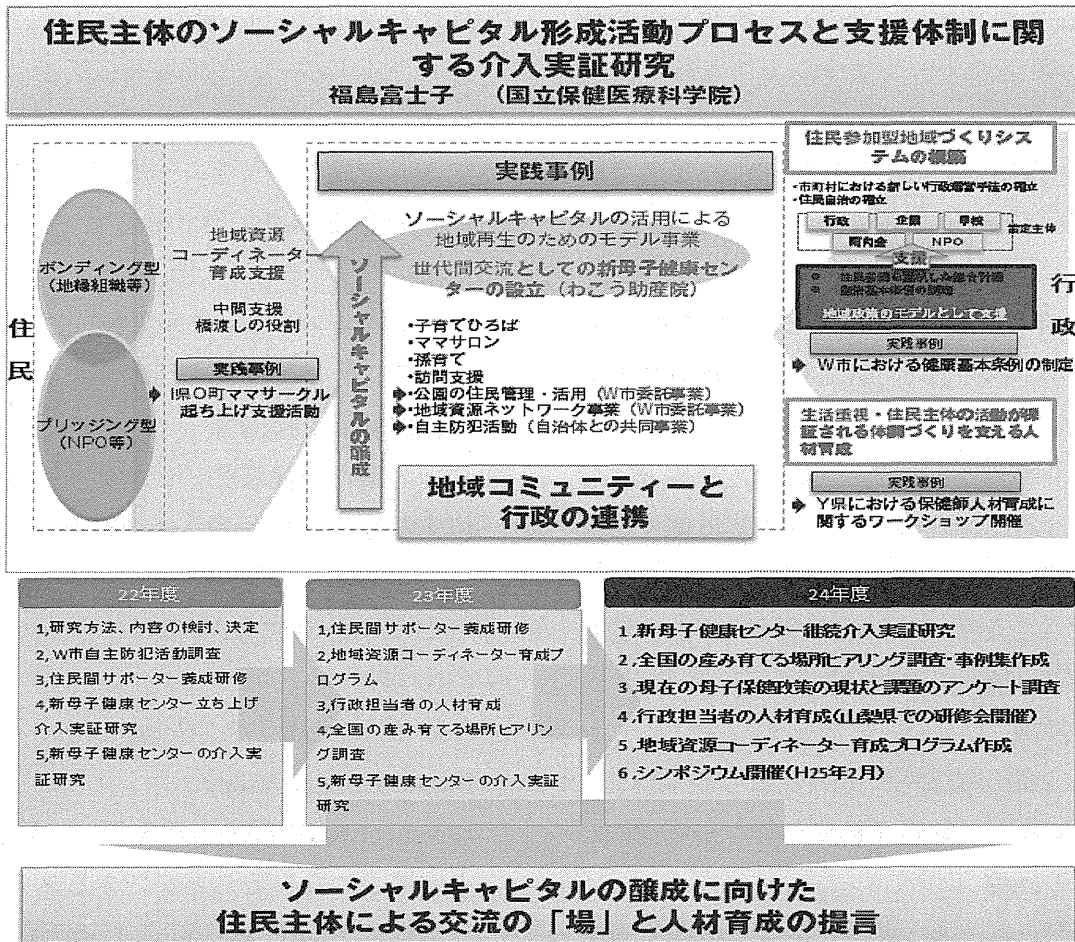 住民主体のソーシャルキャピタル形成活動プロセスと支援体制に関
する介入実証研究
福島富士子 （国立保健医療科学院）
住民
ボンディング型
（地縁組織等）
ブリッジング型
（NPO等）
地域資源
コーディネーター
育成支援
中間支援
橋渡しの役割
実践事例
I県O町ママサークル
起ち上げ支援活動
ソーシャルキャピタルの醸成
実践事例
ソーシャルキャピタルの活用による
地域再生のためのモデル事業
世代間交流としての新母子健康セン
ターの設立（わこう助産院）
・子育てひろば
・ママサロン
・孫育て
・訪問支援
・公園の住民管理・活用（W市委託事業）
・地域資源ネットワーク事業（W市委託事業）
・自主防犯活動（自治体との共同事業）
地域コミュニティーと
行政の連携
住民参加型地域づくりシス
テムの構築
・市町村における新しい行政運営手法の確立
・住民自治の確立
行政 企業 学校
町内会 NPO
策定主体
支援
地域政策のモデルとして支援
実践事例
W市における健康基本条例の制定
生活重視・住民主体の活動が保
証される体制づくりを支える人
材育成
実践事例
Y県における保健師人材育成に
関するワークショップ開催
行政
22年度
1,研究方法、内容の検討、決定
2,W市自主防犯活動調査
3,住民間サポーター養成研修
4,新母子健康センター立ち上げ
介入実証研究
5,新母子健康センターの介入実
証研究
23年度
1,住民間サポーター養成研修
2,地域資源コーディネーター育成プ
ログラム
3,行政担当者の人材育成
4,全国の産み育てる場所ヒアリン
グ調査
5,新母子健康センターの介入実証
研究
24年度
1,新母子健康センター継続介入実証研究
2,全国の産み育てる場所ヒアリング調査・事例集作成
3,現在の母子保健政策の現状と課題のアンケート調査
4,行政担当者の人材育成（山梨県での研修会開催）
5,地域資源コーディネーター育成プログラム作成
6,シンポジウム開催（H25年2月）
ソーシャルキャピタルの醸成に向けた
住民主体による交流の「場」と人材育成の提言